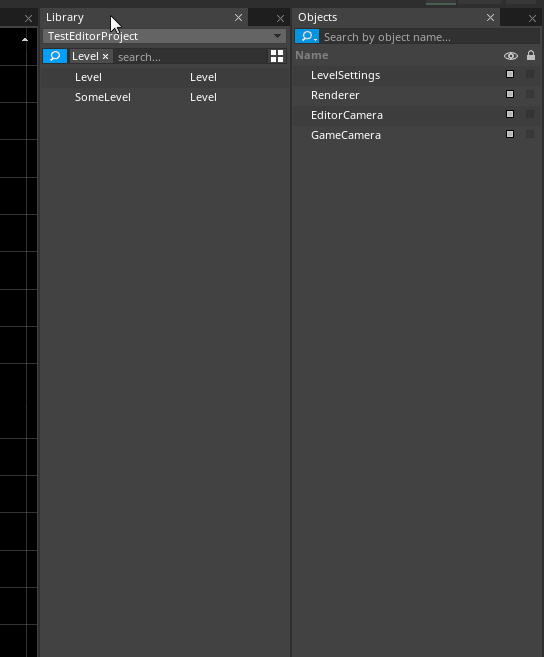 Library
TestEditorProject
Level × search...
Level Level
SomeLevel Level
Objects
Search by object name...
Name
LevelSettings
Renderer
EditorCamera
GameCamera